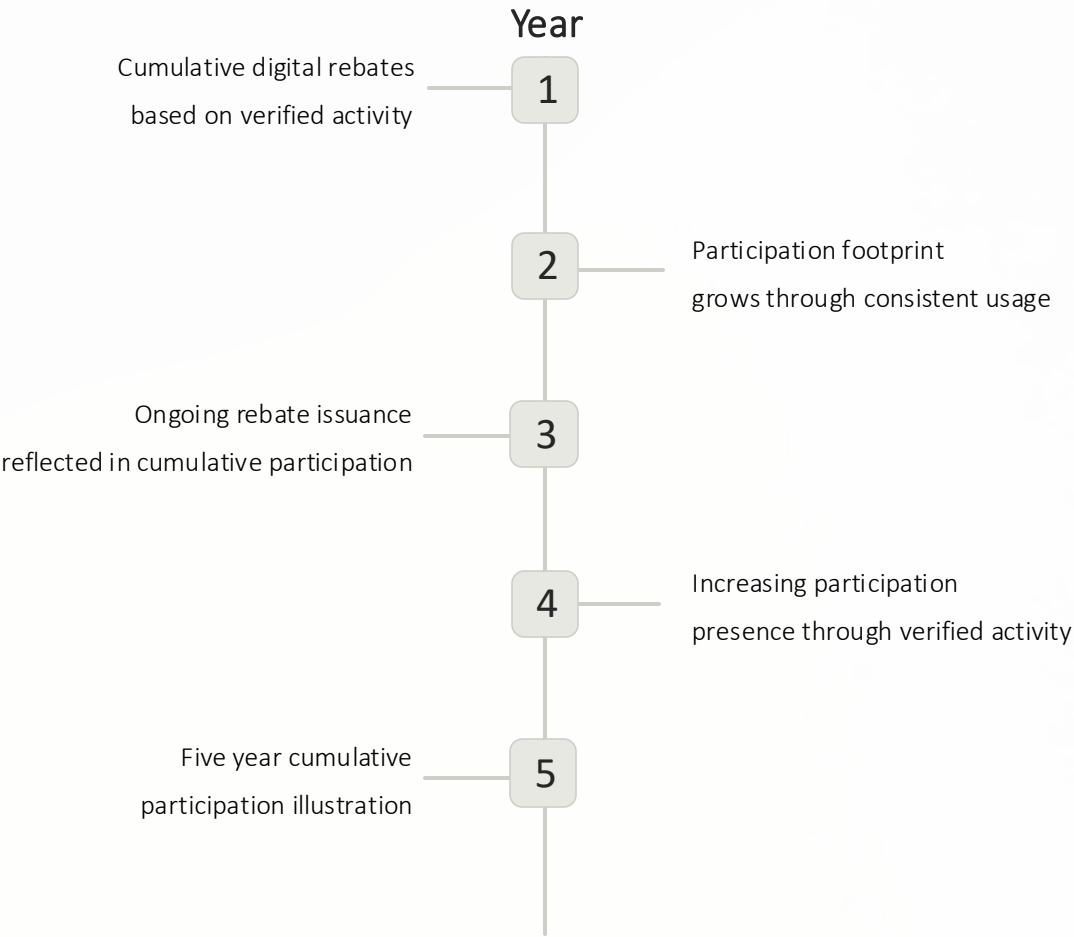 Year
Cumulative digital rebates
based on verified activity
1
2
Participation footprint
grows through consistent usage
Ongoing rebate issuance
reflected in cumulative participation
3
4
Increasing participation
presence through verified activity
Five year cumulative
participation illustration
5